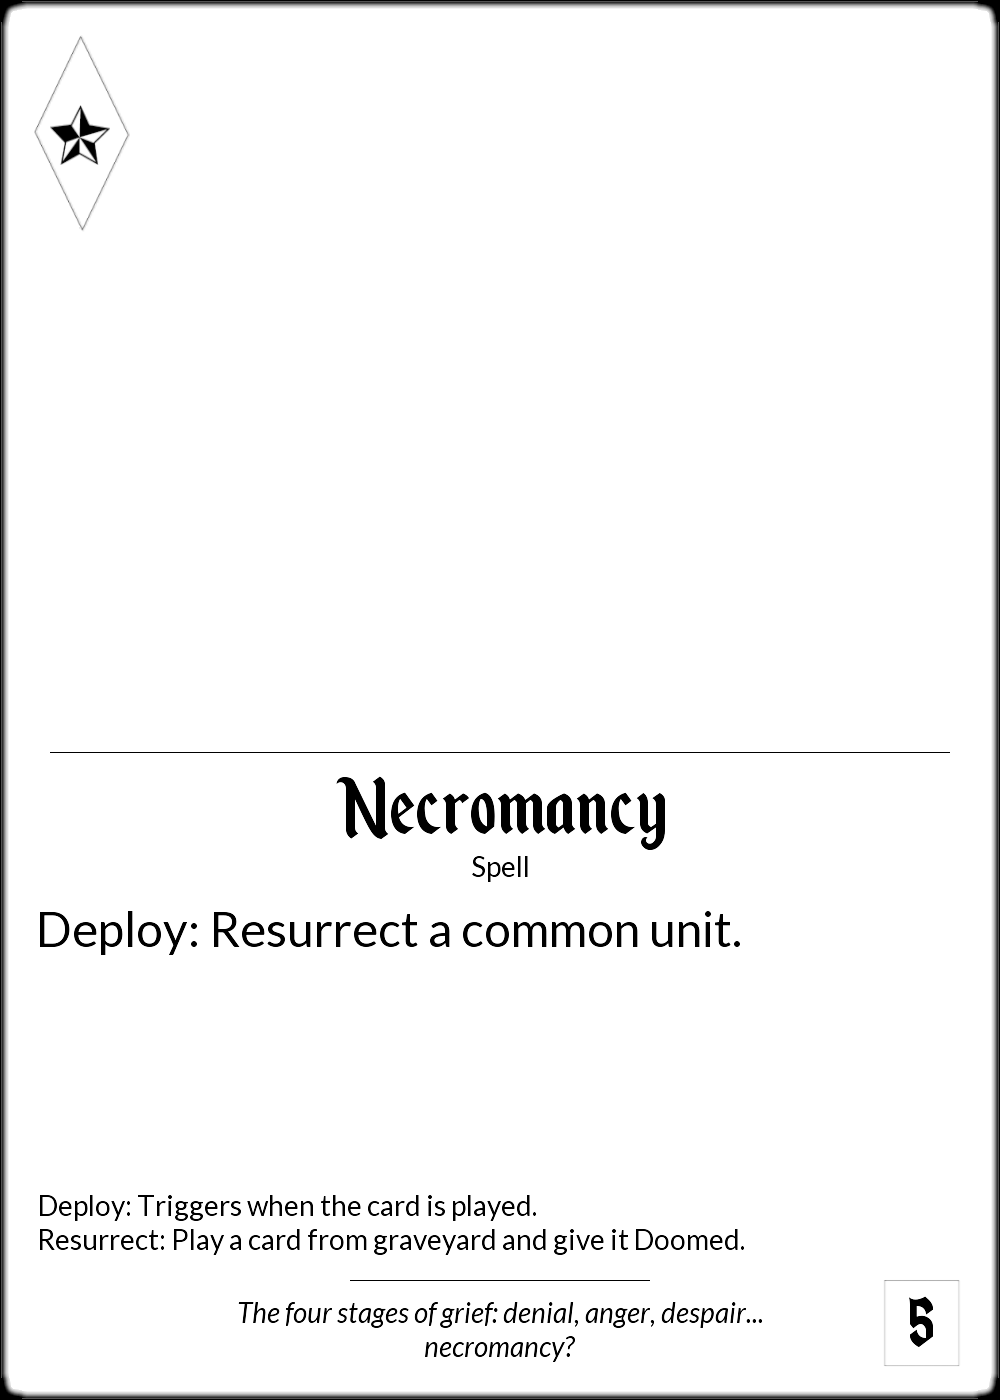 Necromancy
Spell
Deploy: Resurrect a common unit.
Deploy: Triggers when the card is played.
Resurrect: Play a card from graveyard and give it Doomed.
The four stages of grief: denial, anger, despair...
necromancy?
5